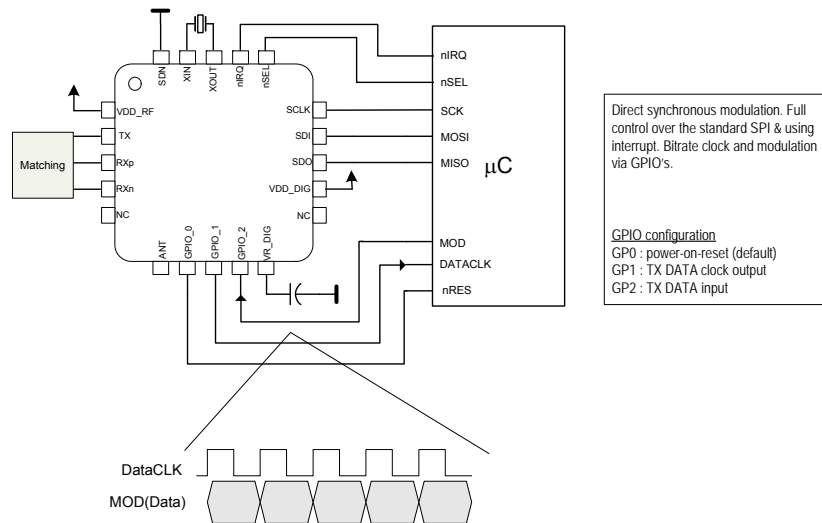 SDN
XIN
XOUT
nIRQ
nSEL
VDD_RF
TX
RXp
RXn
NC
Matching
SCLK
SDI
SDO
VDD_DIG
NC
ANT
GPIO_0
GPIO_1
GPIO_2
VR_DIG
nIRQ
nSEL
SCK
MOSI
MISO
μC
MOD
DATACLK
nRES
Direct synchronous modulation. Full
control over the standard SPI & using
interrupt. Bitrate clock and modulation
via GPIO's.
GPIO configuration
GP0 : power-on-reset (default)
GP1 : TX DATA clock output
GP2 : TX DATA input
DataCLK
MOD(Data)